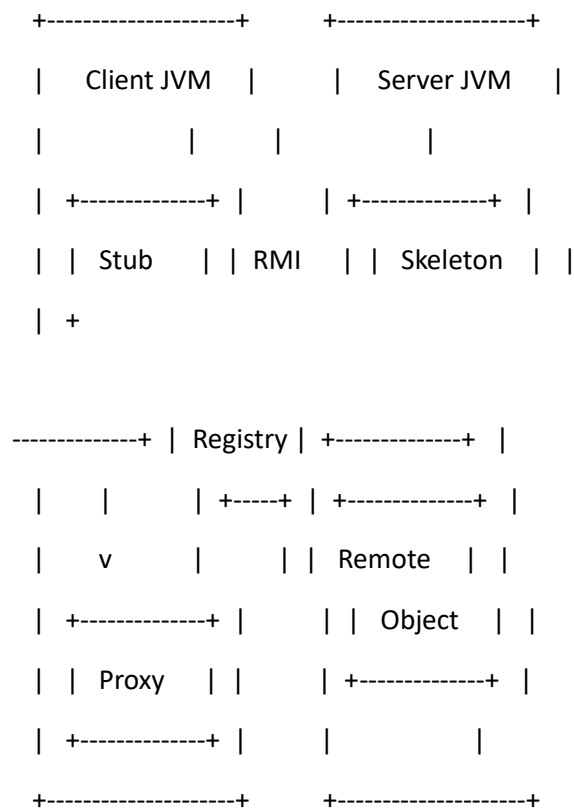 +---------------------+ +---------------------+
| Client JVM | | Server JVM |
| | | |
| +--------------+ | | +--------------+ |
| | Stub | | RMI | | Skeleton | |
| +
--------------+ | Registry | +--------------+ |
| | | +-----+ | +--------------+ |
| v | | | Remote | |
| +--------------+ | | | Object | |
| | Proxy | | | +--------------+ |
| +--------------+ | | |
+---------------------+ +---------------------+